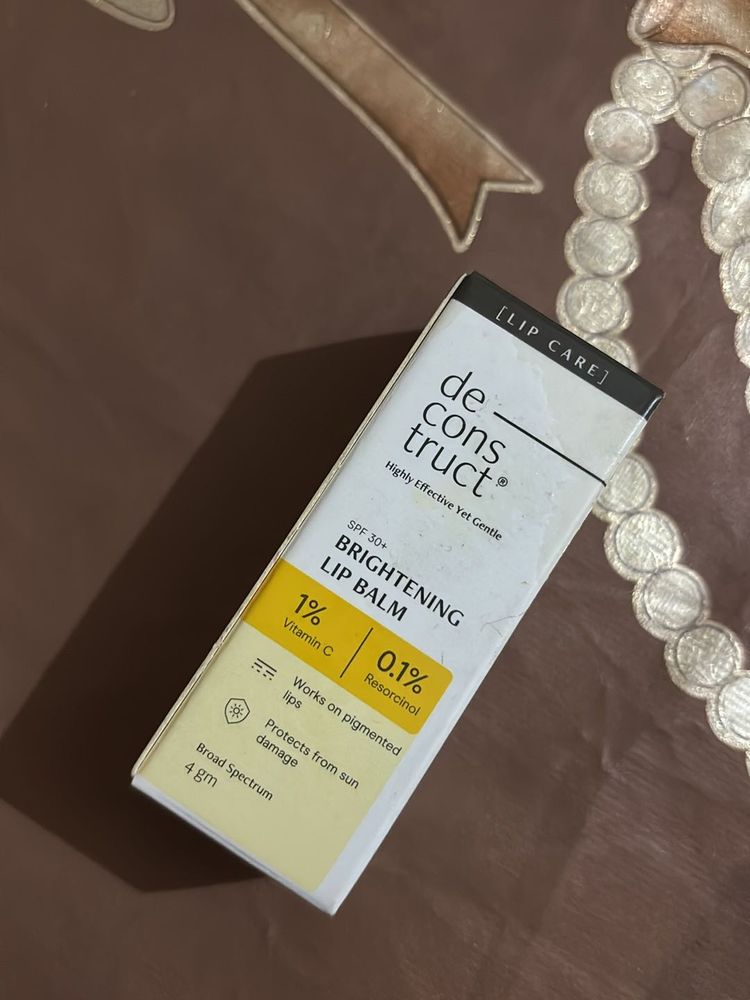 [LIP CARE]
de
cons
truct®
Highly Effective Yet Gentle
SPF 30+
BRIGHTENING
LIP BALM
1%
Vitamin C
0.1%
Resorcinol
Works on pigmented
lips
Protects from sun
damage
Broad Spectrum
4 gm